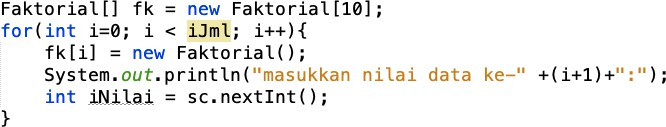 Faktorial[] fk = new Faktorial[10];
for(int i=0; i < iJml; i++){
    fk[i] = new Faktorial();
    System.out.println("masukkan nilai data ke-" +(i+1)+":");
    int iNilai = sc.nextInt();
}